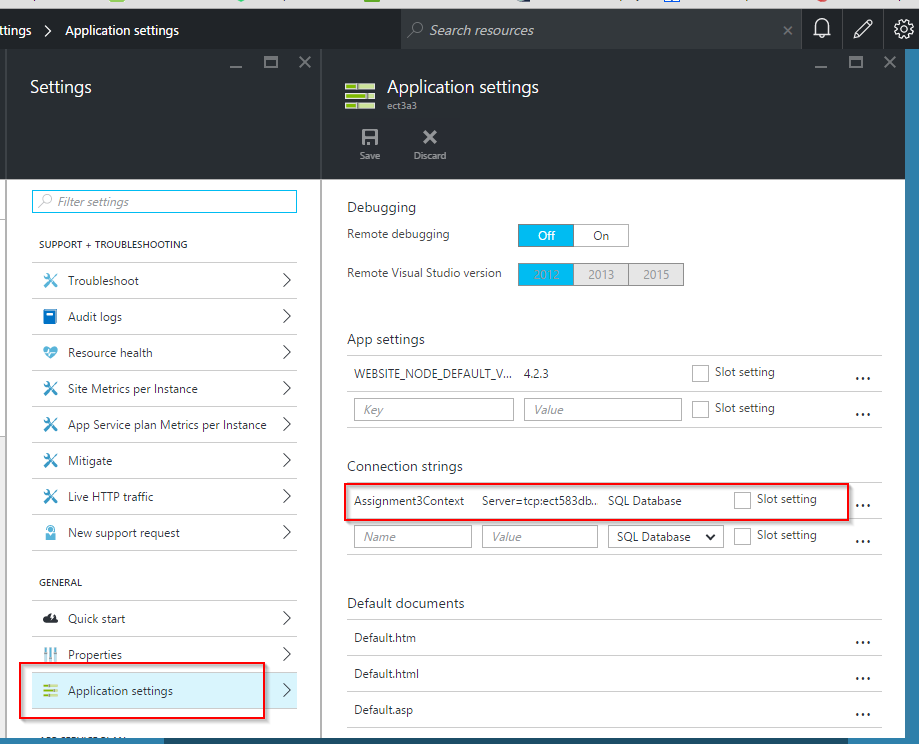 ttings > Application settings
Search resources
Settings
Filter settings
SUPPORT + TROUBLESHOOTING
Troubleshoot
Audit logs
Resource health
Site Metrics per Instance
App Service plan Metrics per Instance
Mitigate
Live HTTP traffic
New support request
GENERAL
Quick start
Properties
Application settings
APP SERVICE PLAN
Application settings
ect3a3
Save Discard
Debugging
Remote debugging Off On
Remote Visual Studio version 2012 2013 2015
App settings
WEBSITE_NODE_DEFAULT_V... 4.2.3 Slot setting ...
Key Value Slot setting ...
Connection strings
Assignment3Context Server=tcp:ect583db.. SQL Database Slot setting ...
Name Value SQL Database Slot setting ...
Default documents
Default.htm ...
Default.html ...
Default.asp ...